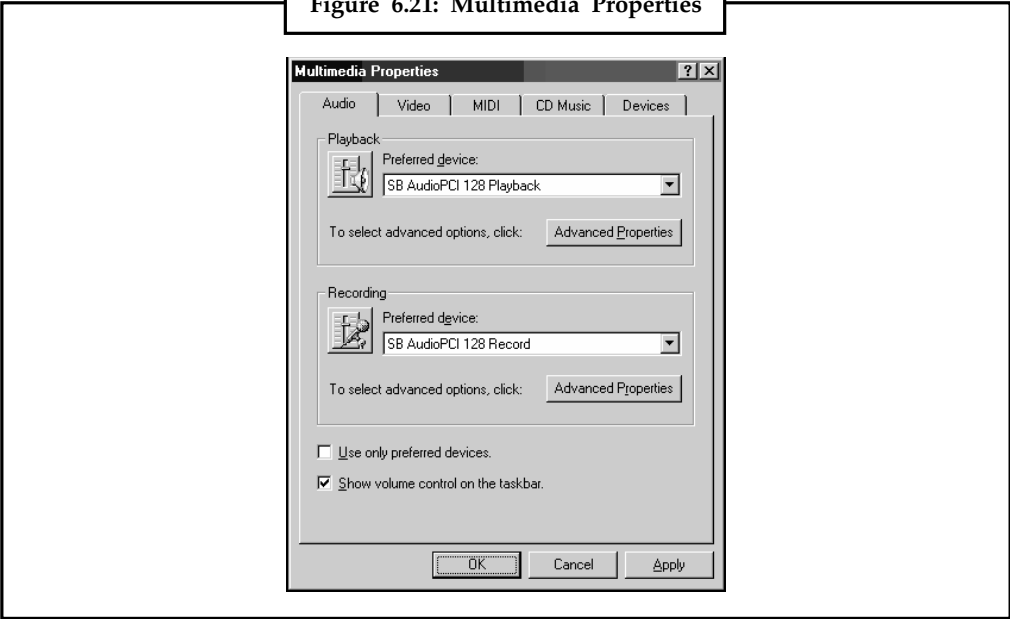 Figure 6.21: Multimedia Properties
Multimedia Properties
Audio Video MIDI CD Music Devices
Playback
Preferred device:
SB AudioPCI 128 Playback
To select advanced options, click: Advanced Properties
Recording
Preferred device:
SB AudioPCI 128 Record
To select advanced options, click: Advanced Properties
Use only preferred devices.
Show volume control on the taskbar.
OK Cancel Apply